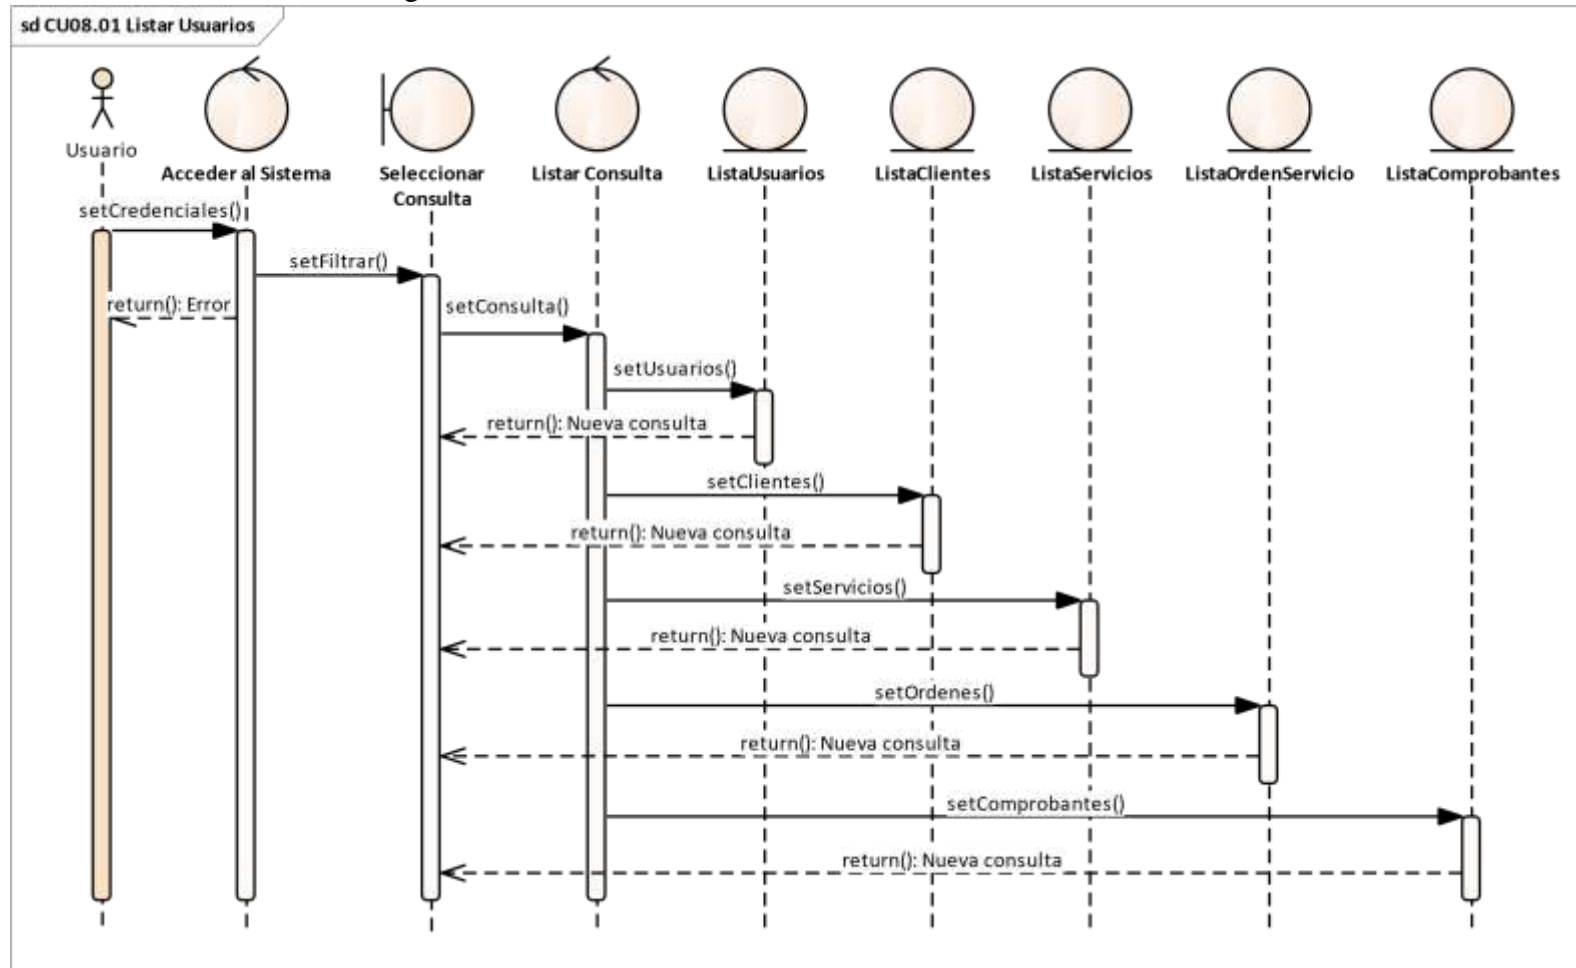 sd CU08.01 Listar Usuarios
Usuario
Acceder al Sistema
Seleccionar
Consulta
Listar Consulta
ListaUsuarios
ListaClientes
ListaServicios
ListaOrdenServicio
ListaComprobantes
setCredenciales()
setFiltrar()
return(): Error
setConsulta()
setUsuarios()
return(): Nueva consulta
setClientes()
return(): Nueva consulta
setServicios()
return(): Nueva consulta
setOrdenes()
return(): Nueva consulta
setComprobantes()
return(): Nueva consulta